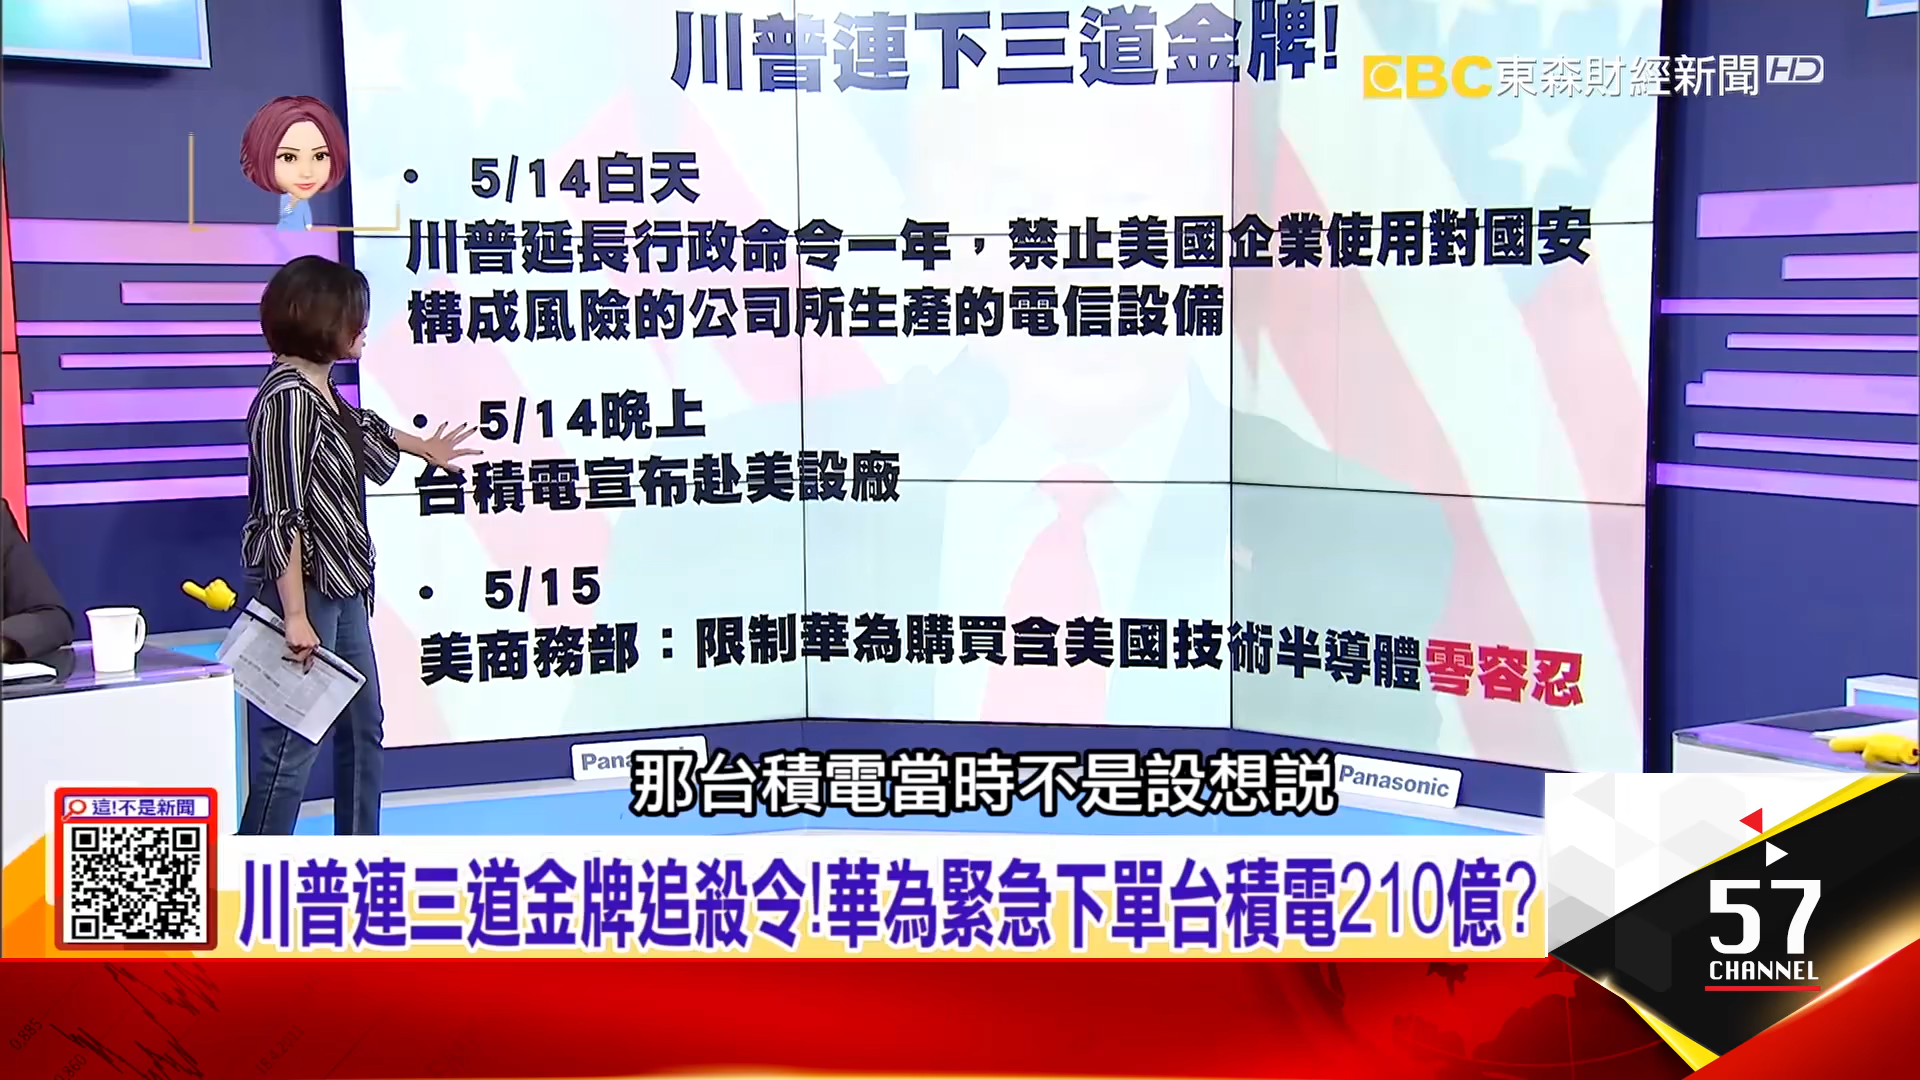 川普連下三道金牌!
EBC東森財經新聞HD
• 5/14白天
川普延長行政命令一年，禁止美國企業使用對國安
構成風險的公司所生產的電信設備
• 5/14晚上
台積電宣布赴美設廠
• 5/15
美商務部：限制華為購買含美國技術半導體零容忍
Panasonic
那台積電當時不是設想説
這!不是新聞
川普連三道金牌追殺令!華為緊急下單台積電210億?
57
CHANNEL